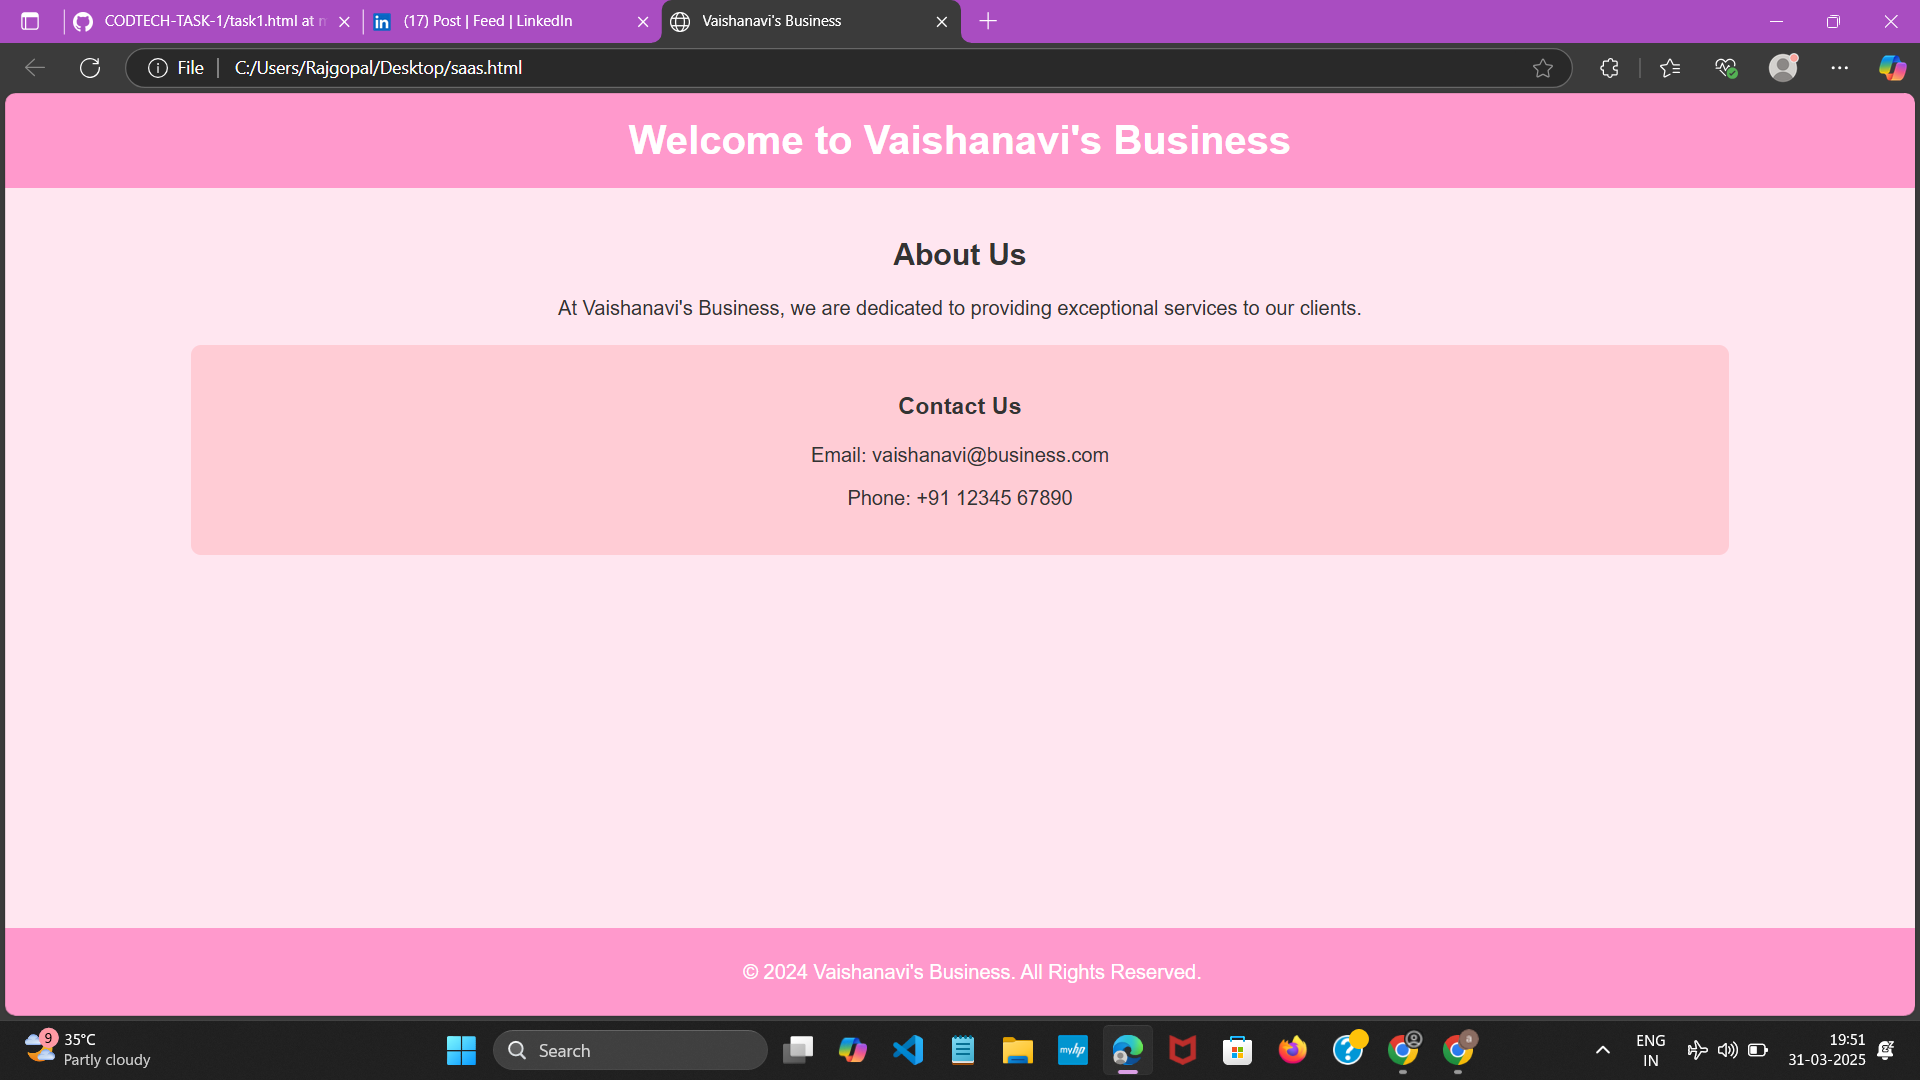 CODTECH-TASK-1/task1.html at m
(17) Post | Feed | LinkedIn
Vaishanavi's Business
File
C:/Users/Rajgopal/Desktop/saas.html
Welcome to Vaishanavi's Business
About Us
At Vaishanavi's Business, we are dedicated to providing exceptional services to our clients.
Contact Us
Email: vaishanavi@business.com
Phone: +91 12345 67890
© 2024 Vaishanavi's Business. All Rights Reserved.
9
35°C
Partly cloudy
Search
myhp
a
ENG
IN
19:51
31-03-2025